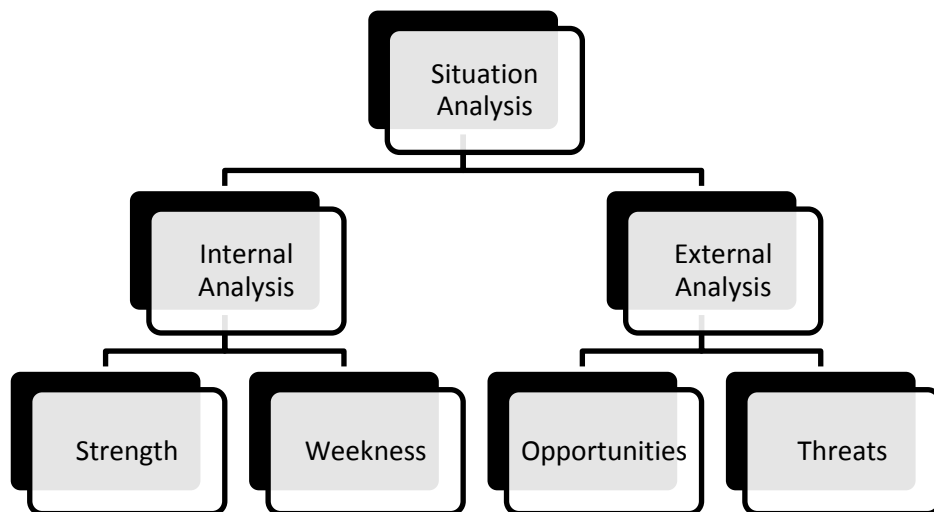 Situation
Analysis
Internal
Analysis
External
Analysis
Strength
Weekness
Opportunities
Threats